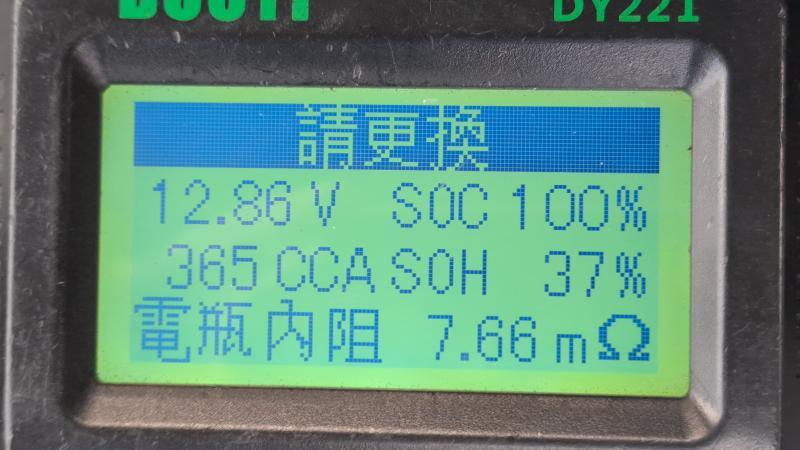 DY221
請更換
12.86 V SOC 100%
365 CCA SOH 37%
電瓶內阻 7.66 mΩ